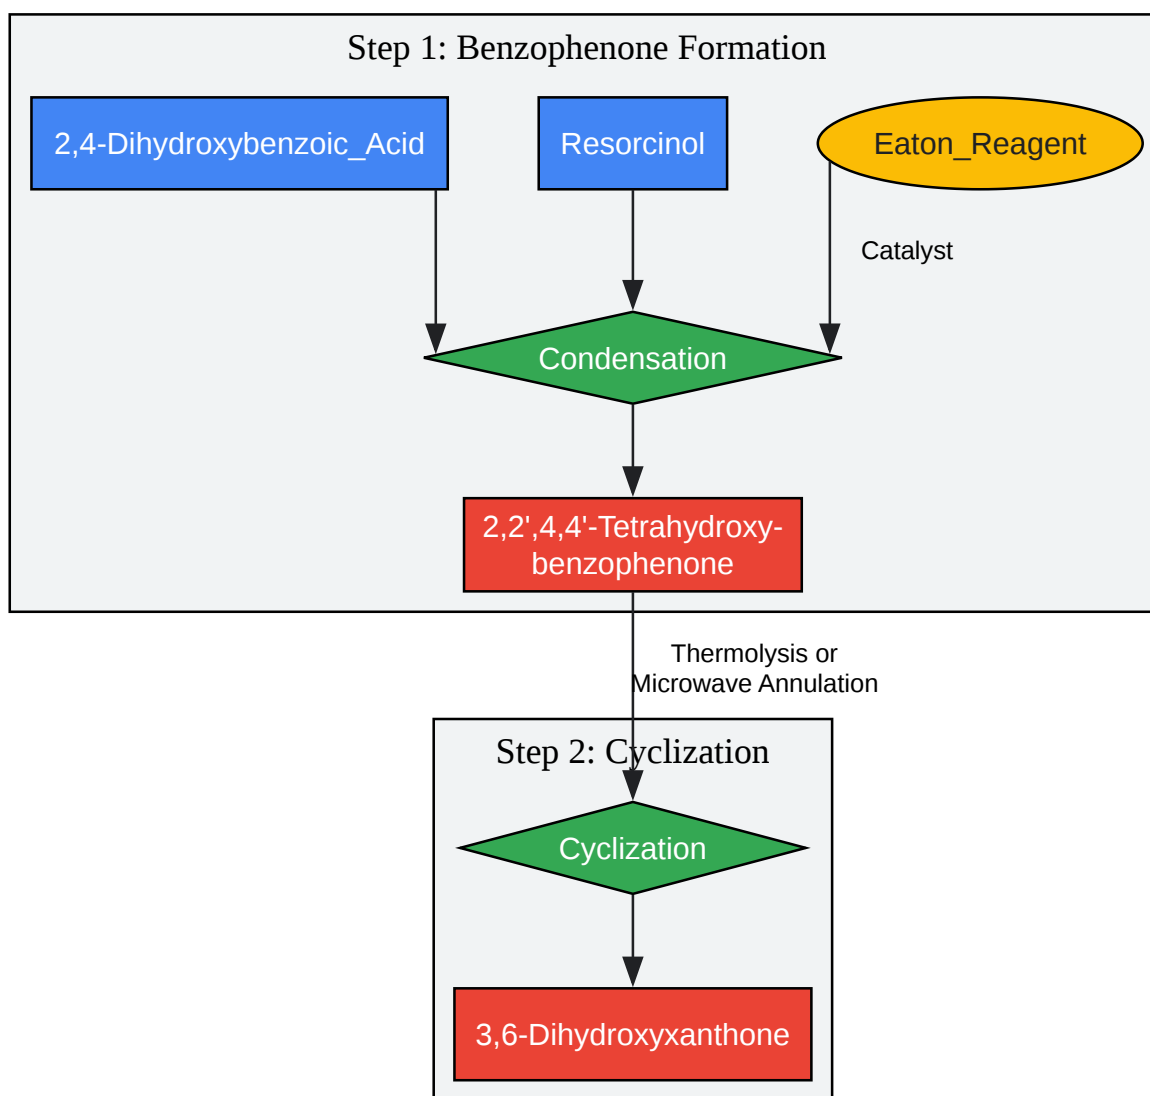 Step 1: Benzophenone Formation
2,4-Dihydroxybenzoic_Acid
Resorcinol
Eaton_Reagent
Catalyst
Condensation
2,2',4,4'-Tetrahydroxy-
benzophenone
Thermolysis or
Microwave Annulation
Step 2: Cyclization
Cyclization
3,6-Dihydroxyxanthone